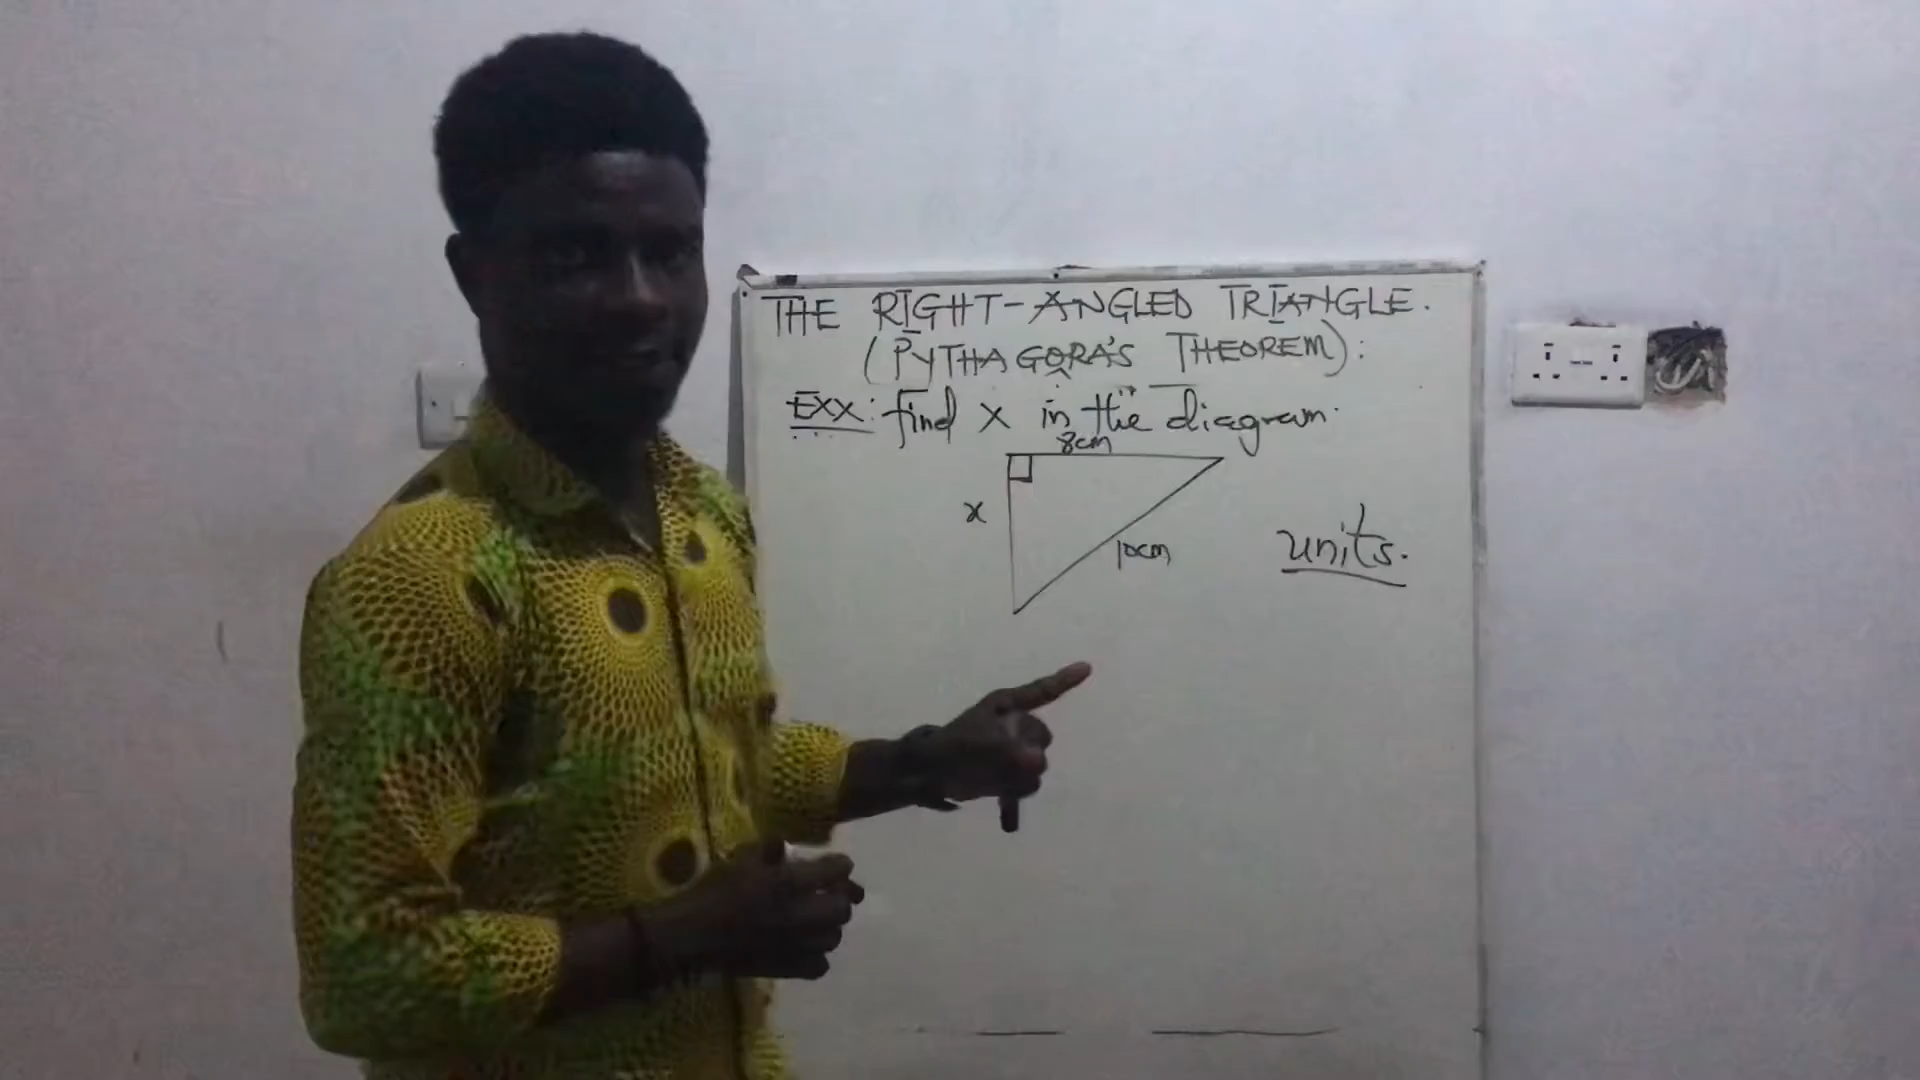 THE RIGHT-ANGLED TRIANGLE.
(PYTHAGORA'S THEOREM):
EXX: find x in the diagram.
8cm
x
10cm
units.